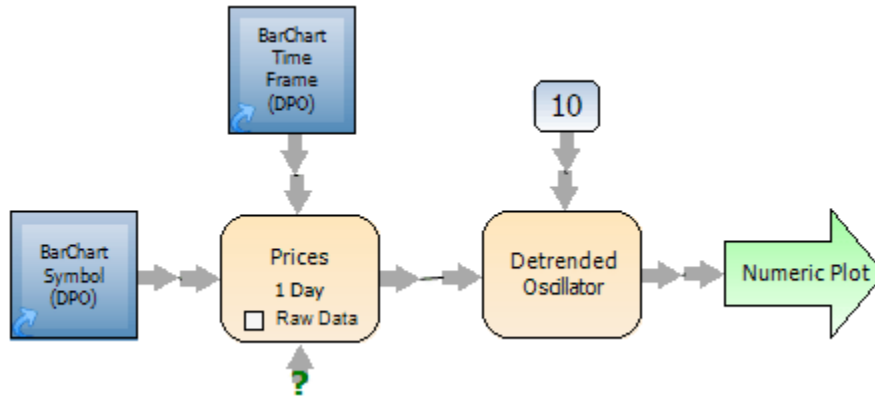 BarChart
Time
Frame
(DPO)
10
BarChart
Symbol
(DPO)
Prices
1 Day
Raw Data
Detrended
Oscillator
Numeric Plot
?